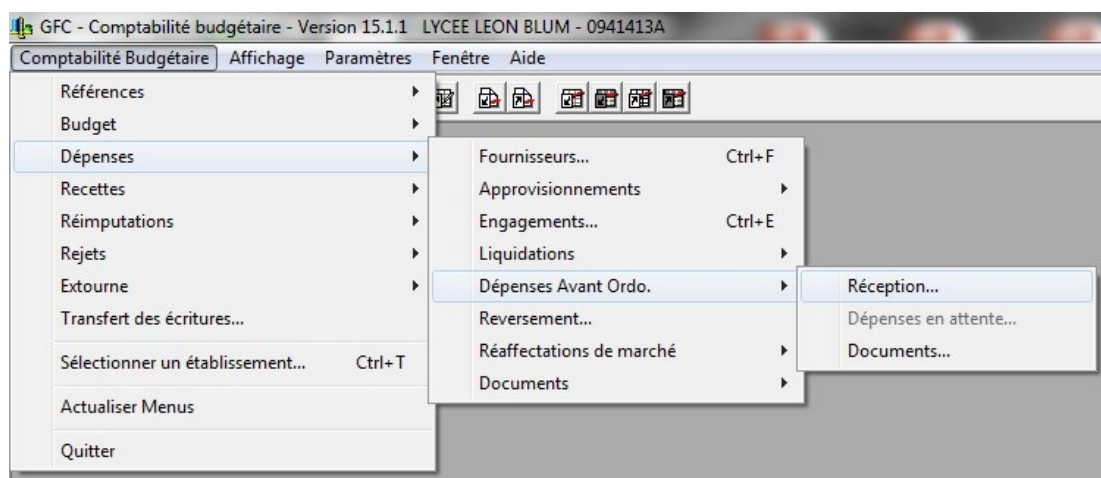 GFC - Comptabilité budgétaire - Version 15.1.1 LYCEE LEON BLUM - 0941413A
Comptabilité Budgétaire Affichage Paramètres Fenêtre Aide
Références
Budget
Dépenses
Recettes
Réimputations
Rejets
Extourne
Transfert des écritures...
Sélectionner un établissement... Ctrl+T
Actualiser Menus
Quitter
Fournisseurs... Ctrl+F
Approvisionnements
Engagements... Ctrl+E
Liquidations
Dépenses Avant Ordo.
Reversement...
Réaffectations de marché
Documents
Réception...
Dépenses en attente...
Documents...